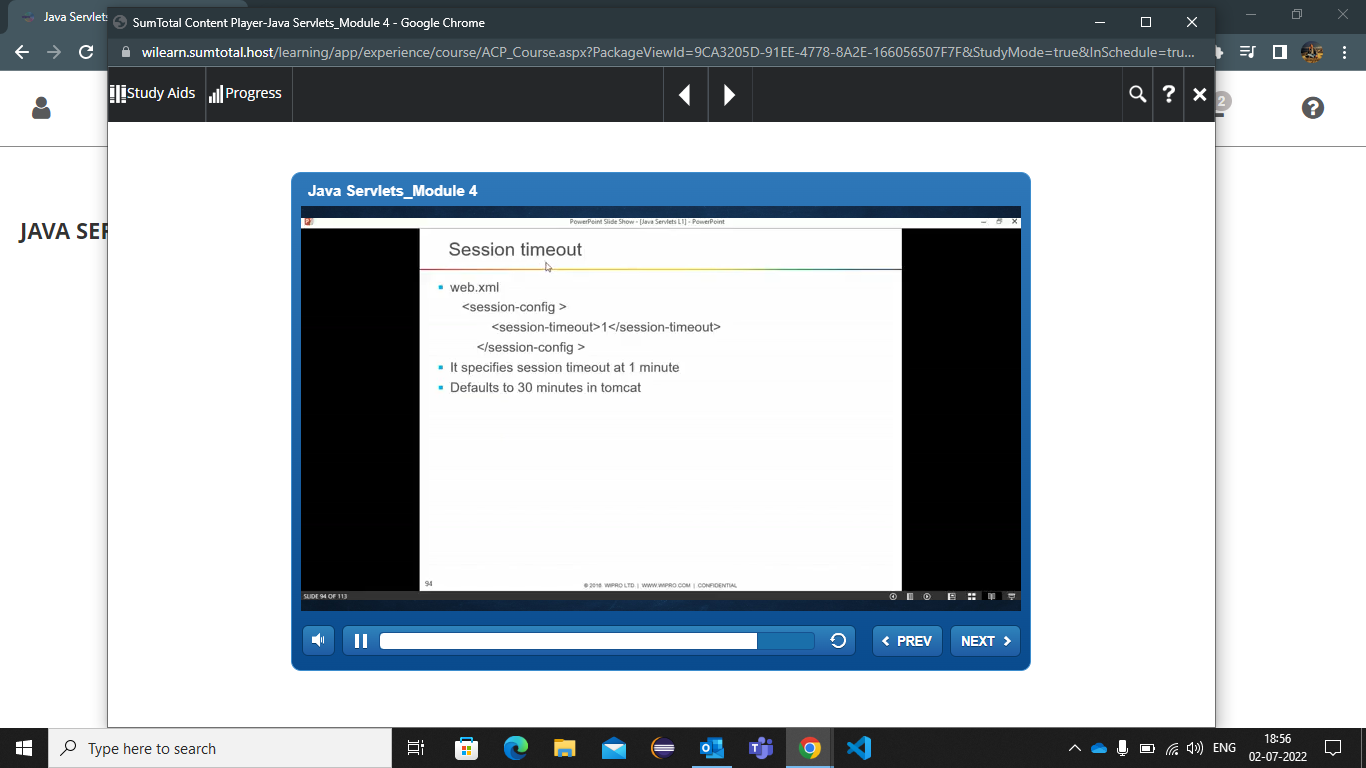 Java Servlets
SumTotal Content Player-Java Servlets_Module 4 - Google Chrome
wilearn.sumtotal.host/learning/app/experience/course/ACP_Course.aspx?PackageViewId=9CA3205D-91EE-4778-8A2E-166056507F7F&StudyMode=true&InSchedule=tru...
Study Aids
Progress
?
2
?
JAVA SER
Java Servlets_Module 4
PowerPoint Slide Show - [Java Servlets L1] - PowerPoint
Session timeout
web.xml
<session-config >
<session-timeout>1</session-timeout>
</session-config >
It specifies session timeout at 1 minute
Defaults to 30 minutes in tomcat
94
© 2016 WIPRO LTD | WWW.WIPRO.COM | CONFIDENTIAL
SLIDE 94 OF 113
PREV
NEXT
Type here to search
ENG
18:56
02-07-2022